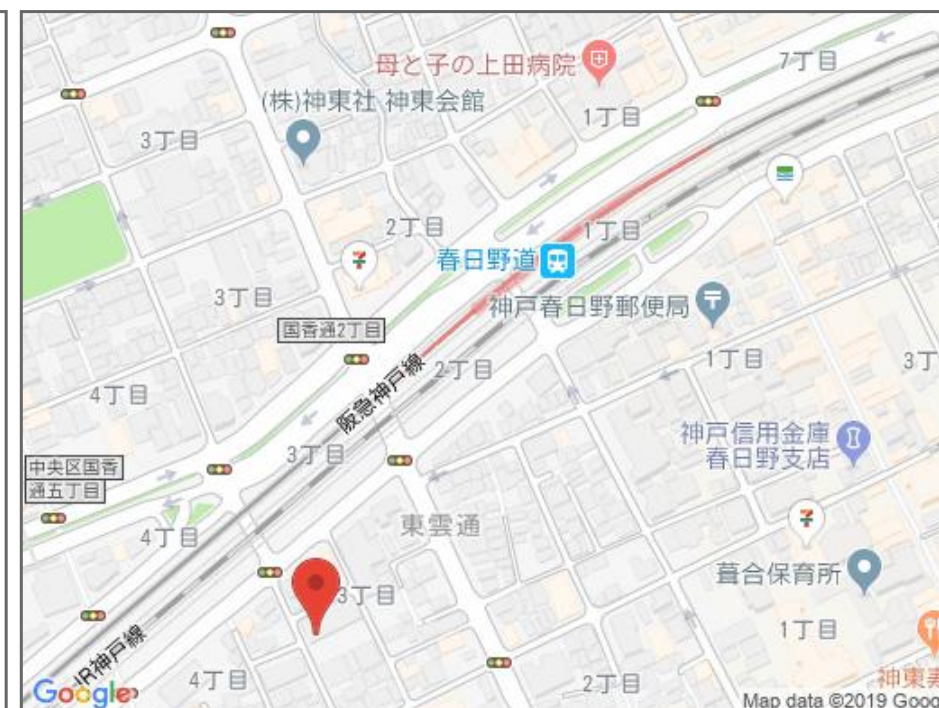 7丁目
母と子の上田病院
(株)神東社 神東会館
1丁目
3丁目
2丁目
1丁目
春日野道
3丁目
神戸春日野郵便局
国香通2丁目
1丁目
3丁
2丁目
阪急神戸線
4丁目
神戸信用金庫
春日野支店
3丁目
中央区国香
通五丁目
東雲通
4丁目
葺合保育所
3丁目
1丁目
JR神戸線
4丁目
2丁目
神東
Google
Map data ©2019 Goog